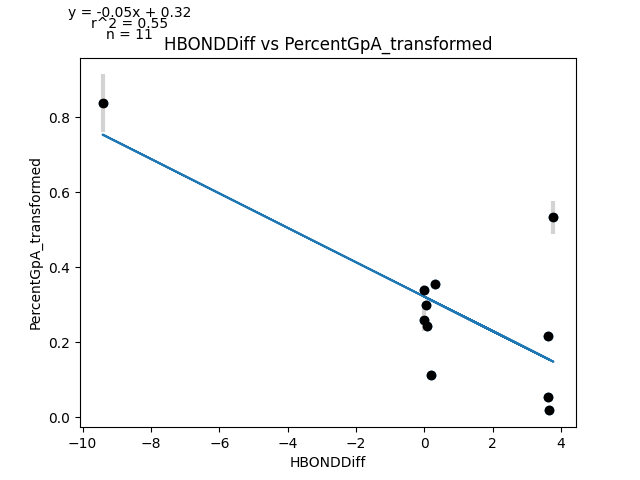 y = -0.05x + 0.32
r^2 = 0.55
n = 11
HBONDDiff vs PercentGpA_transformed
PercentGpA_transformed
0.8
0.6
0.4
0.2
0.0
−10
−8
−6
−4
−2
0
2
4
HBONDDiff